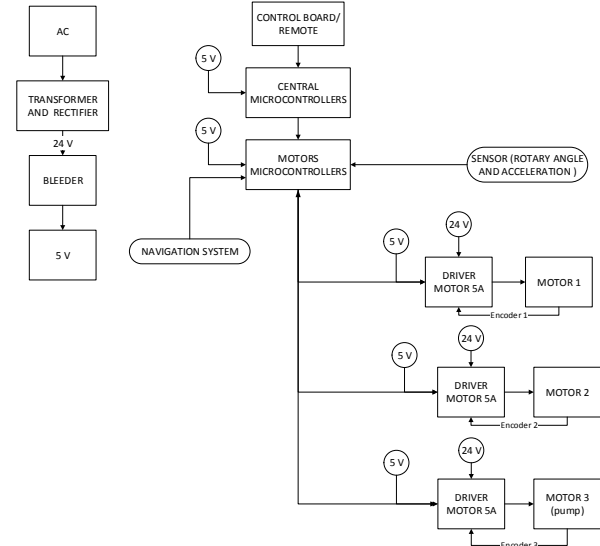 AC
TRANSFORMER
AND RECTIFIER
24 V
BLEEDER
5 V
CONTROL BOARD/
REMOTE
5 V
CENTRAL
MICROCONTROLLERS
5 V
MOTORS
MICROCONTROLLERS
SENSOR (ROTARY ANGLE
AND ACCELERATION )
NAVIGATION SYSTEM
24 V
5 V
DRIVER
MOTOR 5A
MOTOR 1
Encoder 1
24 V
5 V
DRIVER
MOTOR 5A
MOTOR 2
Encoder 2
24 V
5 V
DRIVER
MOTOR 5A
MOTOR 3
(pump)
Encoder 3